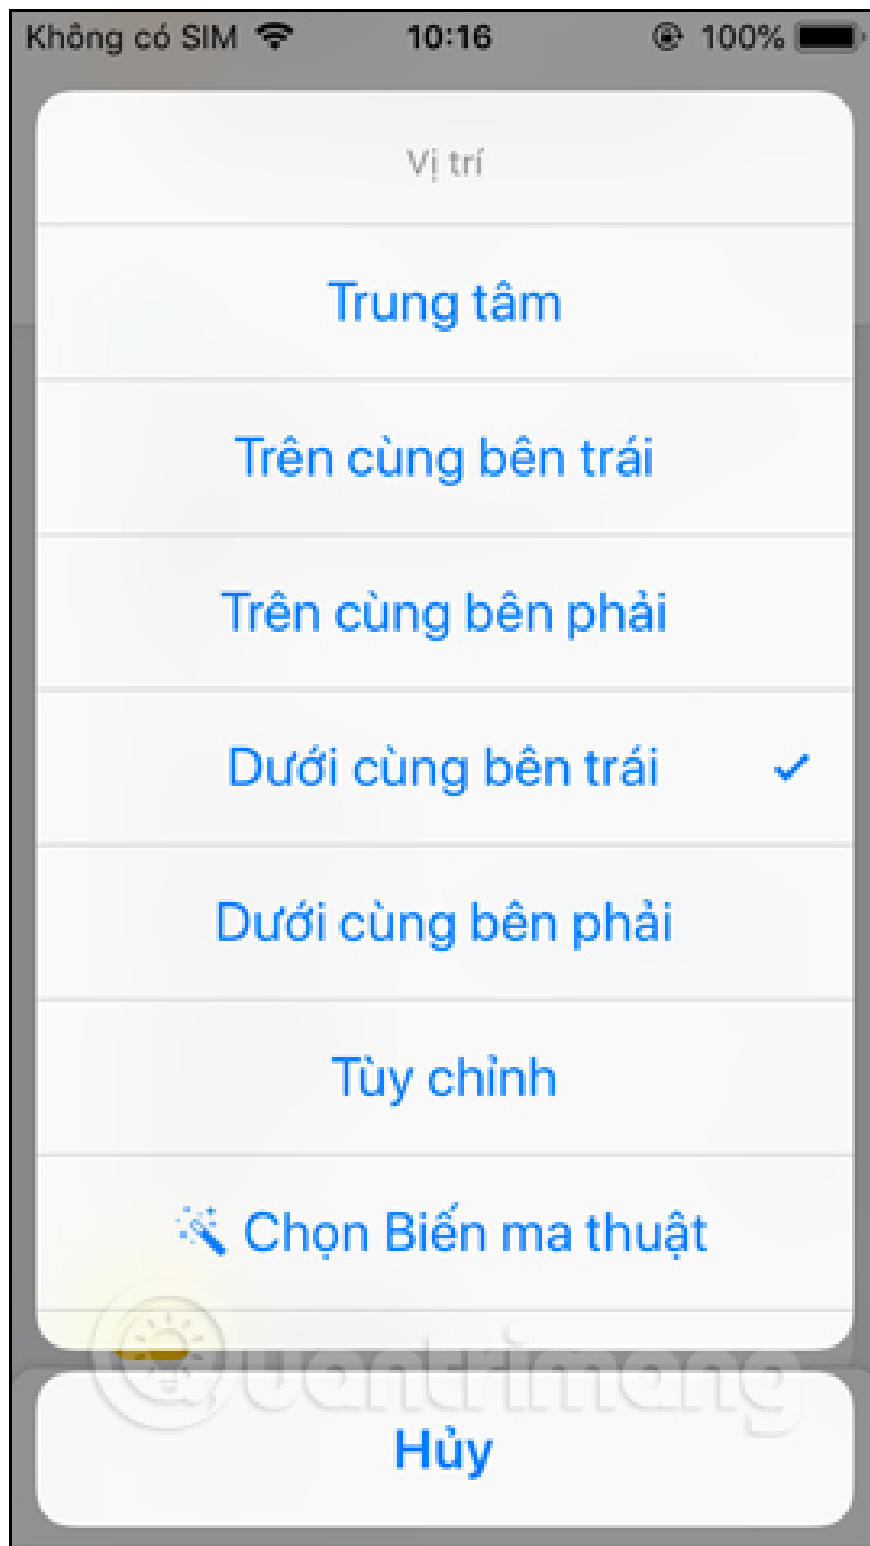 Không có SIM 10:16 100%
Vị trí
Trung tâm
Trên cùng bên trái
Trên cùng bên phải
Dưới cùng bên trái
Dưới cùng bên phải
Tùy chỉnh
Chọn Biến ma thuật
Quantrimang
Hủy